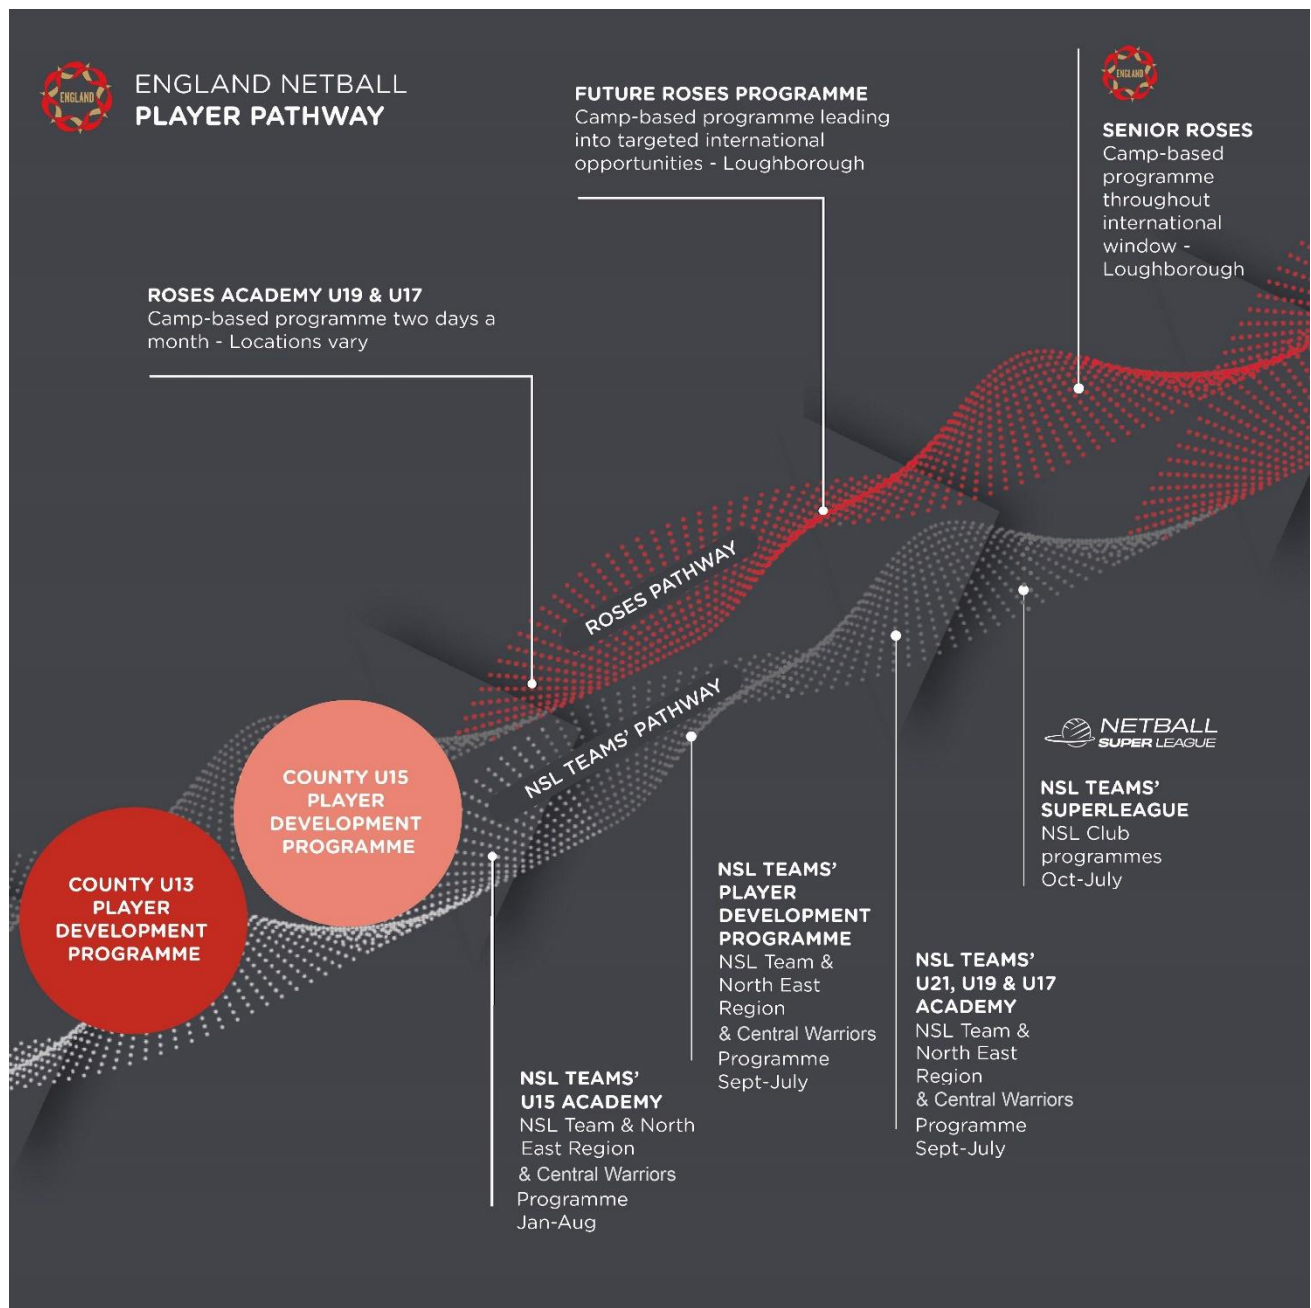 ENGLAND
ENGLAND NETBALL
PLAYER PATHWAY
FUTURE ROSES PROGRAMME
Camp-based programme leading
into targeted international
opportunities - Loughborough
ENGLAND
SENIOR ROSES
Camp-based
programme
throughout
international
window -
Loughborough
ROSES ACADEMY U19 & U17
Camp-based programme two days a
month - Locations vary
ROSES PATHWAY
NSL TEAMS' PATHWAY
COUNTY U15
PLAYER
DEVELOPMENT
PROGRAMME
COUNTY U13
PLAYER
DEVELOPMENT
PROGRAMME
NETBALL
SUPER LEAGUE
NSL TEAMS'
SUPERLEAGUE
NSL Club
programmes
Oct-July
NSL TEAMS'
PLAYER
DEVELOPMENT
PROGRAMME
NSL Team &
North East
Region
& Central Warriors
Programme
Sept-July
NSL TEAMS'
U21, U19 & U17
ACADEMY
NSL Team &
North East
Region
& Central Warriors
Programme
Sept-July
NSL TEAMS'
U15 ACADEMY
NSL Team & North
East Region
& Central Warriors
Programme
Jan-Aug